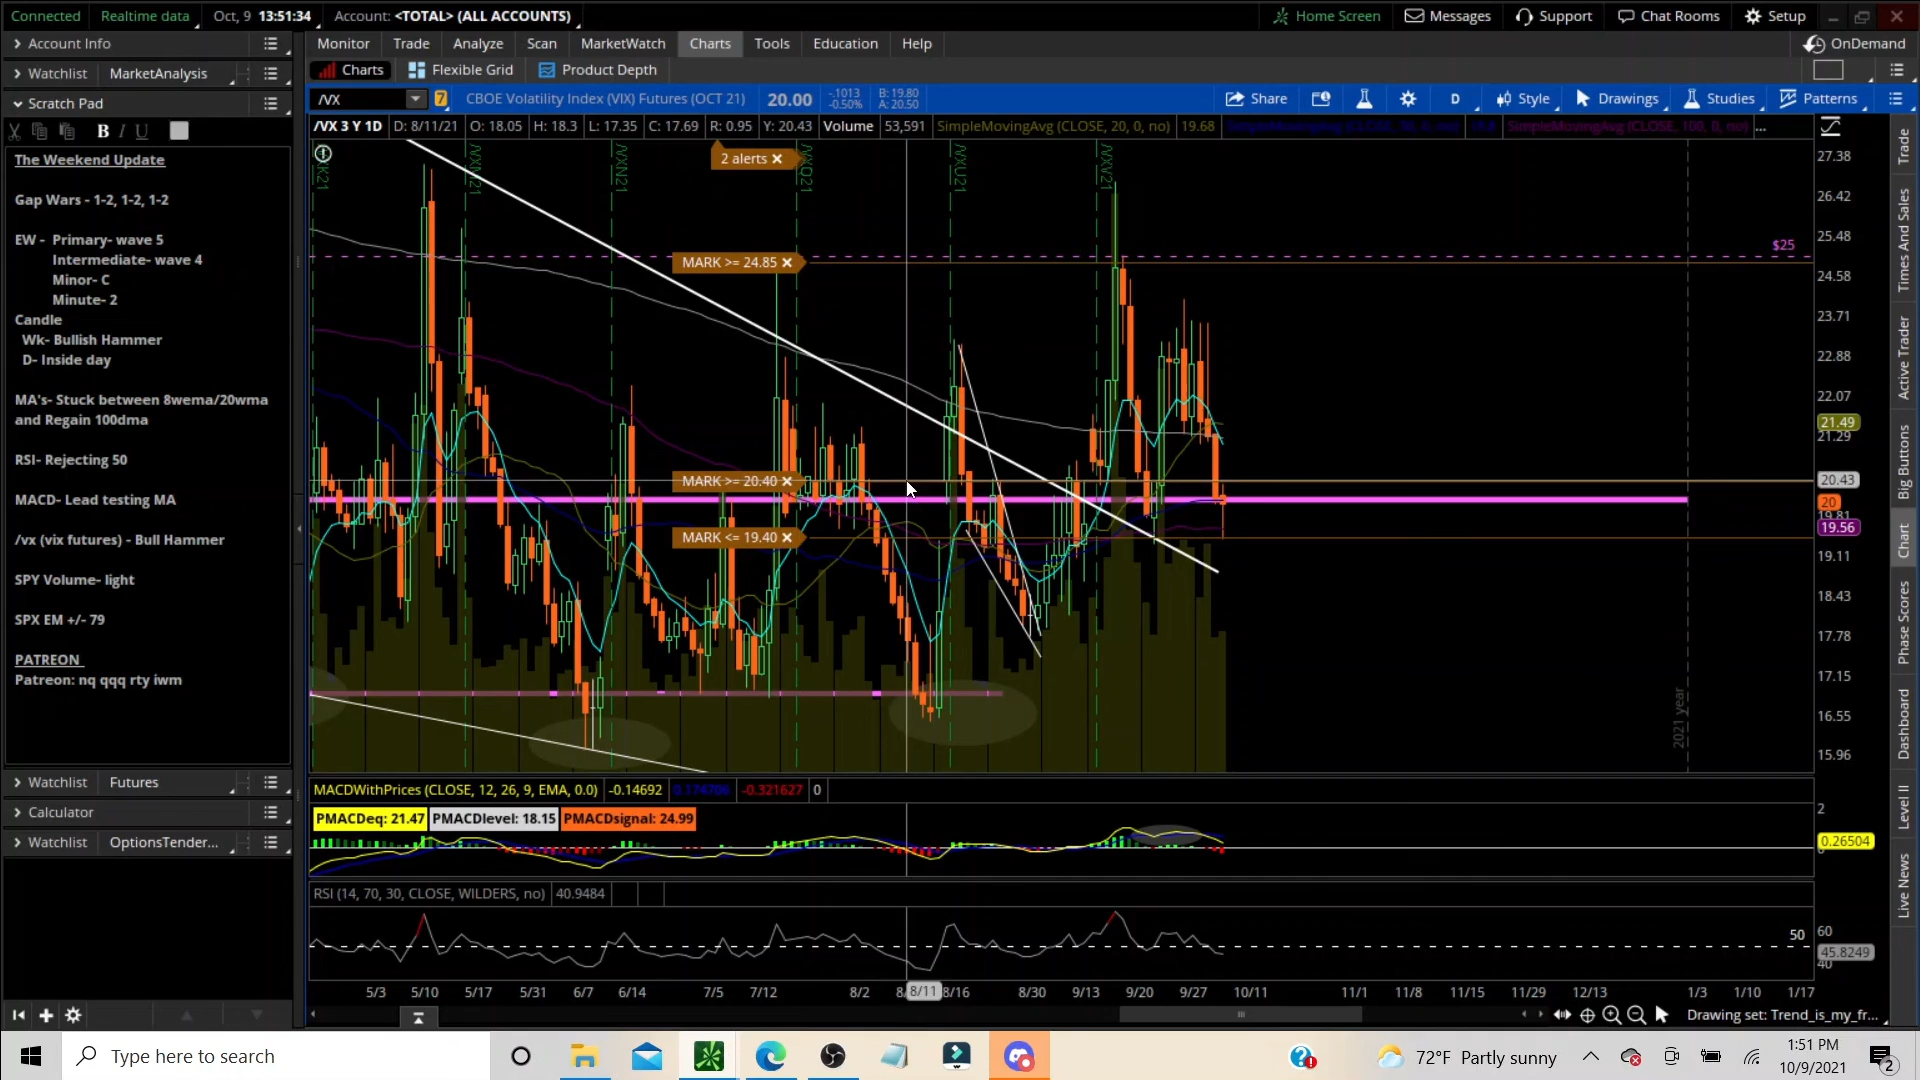 Connected Realtime data Oct, 9 13:51:34 Account: <TOTAL> (ALL ACCOUNTS) Home Screen Messages Support Chat Rooms Setup
Account Info Monitor Trade Analyze Scan MarketWatch Charts Tools Education Help OnDemand
Watchlist MarketAnalysis Charts Flexible Grid Product Depth
/VX 7 CBOE Volatility Index (VIX) Futures (OCT 21) 20.00 -.1013 -0.50% B: 19.80 A: 20.50 Share D Style Drawings Studies Patterns
/VX 3 Y 1D D: 8/11/21 O: 18.05 H: 18.3 L: 17.35 C: 17.69 R: 0.95 Y: 20.43 Volume 53,591 SimpleMovingAvg (CLOSE, 20, 0, no) 19.68 SimpleMovingAvg (CLOSE, 100, 0, no) ...
Scratch Pad
B I U
The Weekend Update
Gap Wars - 1-2, 1-2, 1-2
EW - Primary- wave 5
Intermediate- wave 4
Minor- C
Minute- 2
Candle
Wk- Bullish Hammer
D- Inside day
MA's- Stuck between 8wema/20wma
and Regain 100dma
RSI- Rejecting 50
MACD- Lead testing MA
/vx (vix futures) - Bull Hammer
SPY Volume- light
SPX EM +/- 79
PATREON
Patreon: nq qqq rty iwm
Watchlist Futures
Calculator
Watchlist OptionsTender...
2 alerts
/VXN21
/VXQ21
/VXU21
/VXV21
MARK >= 24.85
MARK >= 20.40
MARK <= 19.40
$25
2021 year
27.38
26.42
25.48
24.58
23.71
22.88
22.07
21.49
21.29
20.43
20
19.81
19.56
19.11
18.43
17.78
17.15
16.55
15.96
MACDWithPrices (CLOSE, 12, 26, 9, EMA, 0.0) -0.14692 -0.321627 0
PMACDeq: 21.47 PMACDlevel: 18.15 PMACDsignal: 24.99
2
0.26504
RSI (14, 70, 30, CLOSE, WILDERS, no) 40.9484
50
60
45.8249
40
5/3 5/10 5/17 5/31 6/7 6/14 7/5 7/12 8/2 8/11 8/16 8/30 9/13 9/20 9/27 10/11 11/1 11/8 11/15 11/29 12/13 1/3 1/10 1/17
Drawing set: Trend_is_my_fr...
Trade
Times And Sales
Active Trader
Big Buttons
Chart
Phase Scores
Dashboard
Level II
Live News
Type here to search
72°F Partly sunny
1:51 PM
10/9/2021
2